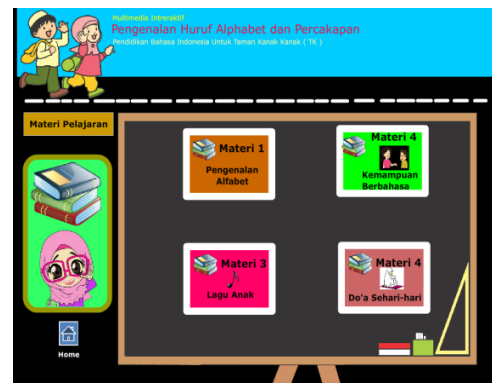 Multimedia Intreraktif
Pengenalan Huruf Alphabet dan Percakapan
Pendidikan Bahasa Indonesia Untuk Taman Kanak Kanak ( TK )
Materi Pelajaran
Materi 1
Pengenalan
Alfabet
Materi 4
Kemampuan
Berbahasa
Materi 3
Lagu Anak
Materi 4
Do'a Sehari-hari
Home